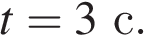 t = 3 с.